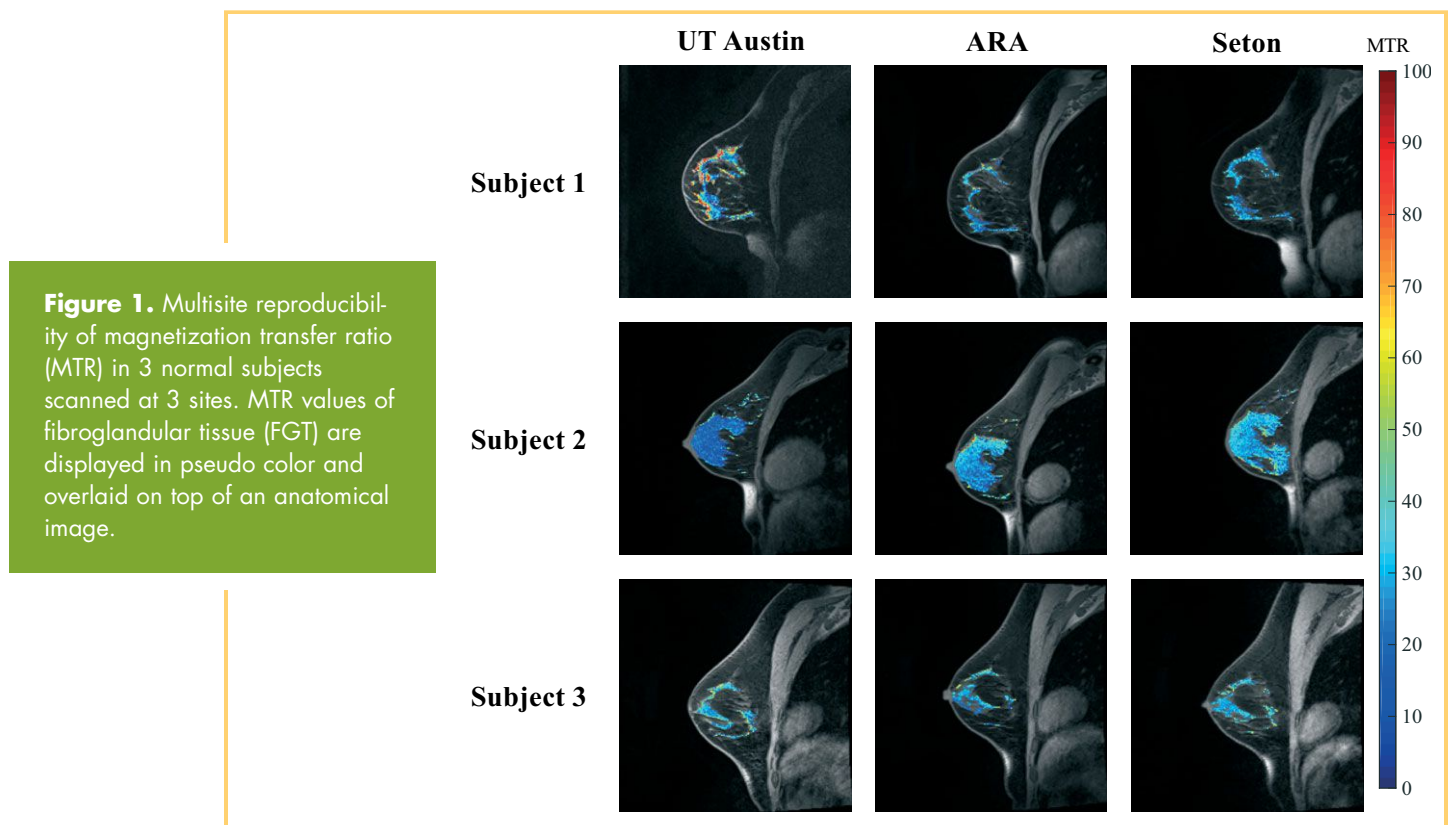 UT Austin
ARA
Seton
MTR
Subject 1
Subject 2
Subject 3
100
90
80
70
60
50
40
30
20
10
0
Figure 1. Multisite reproducibil-
ity of magnetization transfer ratio
(MTR) in 3 normal subjects
scanned at 3 sites. MTR values of
fibroglandular tissue (FGT) are
displayed in pseudo color and
overlaid on top of an anatomical
image.